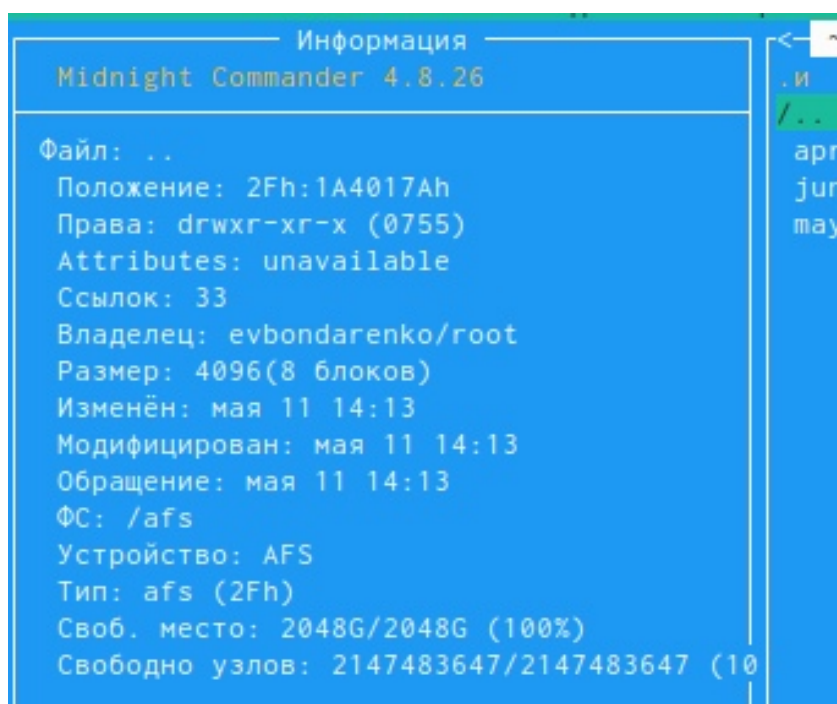 Информация
Midnight Commander 4.8.26
Файл: ..
Положение: 2Fh:1A4017Ah
Права: drwxr-xr-x (0755)
Attributes: unavailable
Ссылок: 33
Владелец: evbondarenko/root
Размер: 4096(8 блоков)
Изменён: мая 11 14:13
Модифицирован: мая 11 14:13
Обращение: мая 11 14:13
ФС: /afs
Устройство: AFS
Тип: afs (2Fh)
Своб. место: 2048G/2048G (100%)
Свободно узлов: 2147483647/2147483647 (10
<─ ~
.и
/..
apr
jun
may